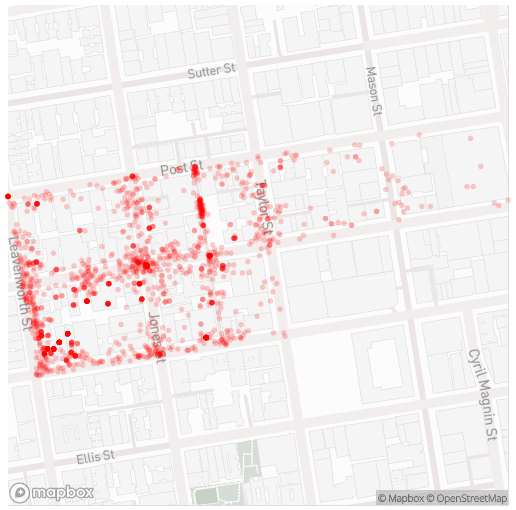 Sutter St
Mason St
Post St
Taylor St
Leavenworth St
Jones St
Cyril Magnin St
Ellis St
mapbox
© Mapbox © OpenStreetMap